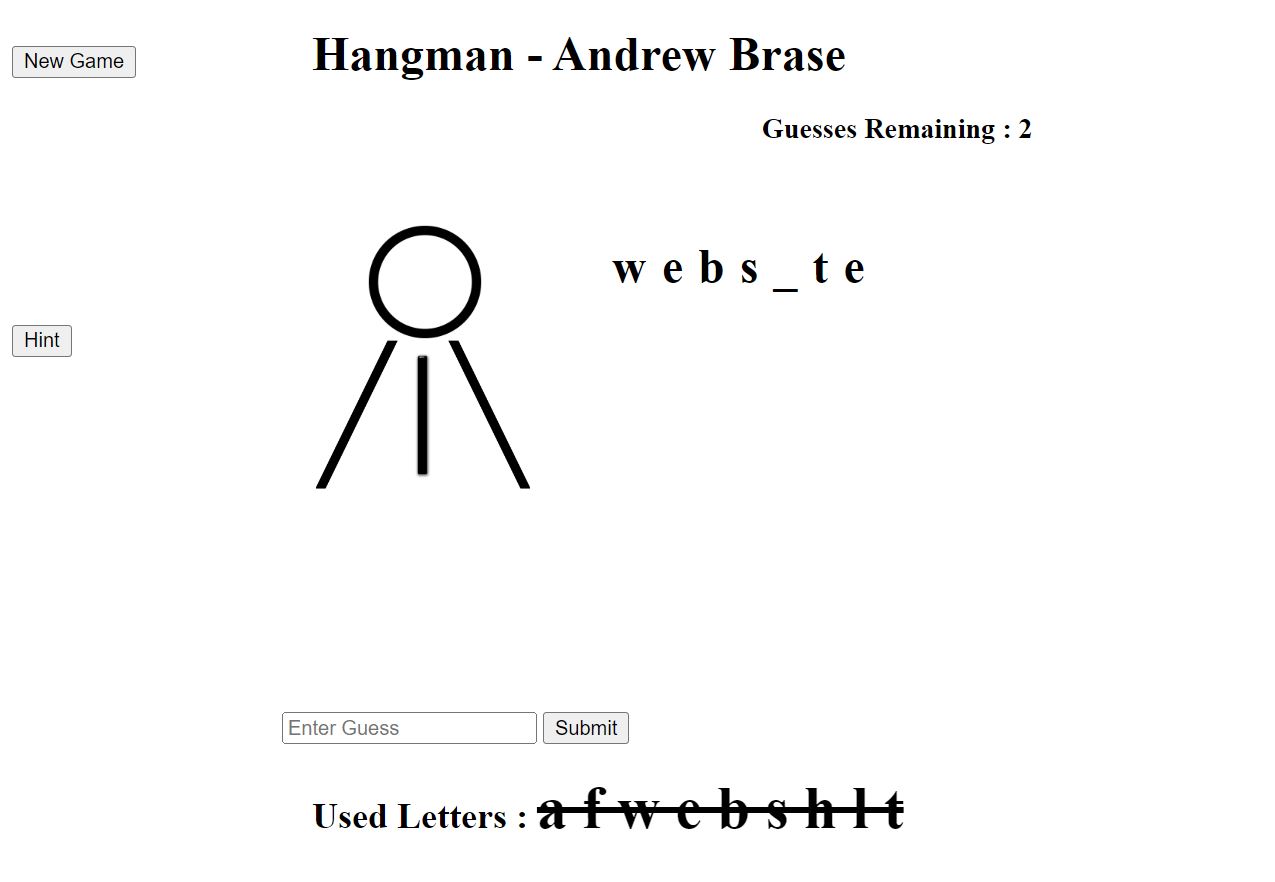 New Game
Hangman - Andrew Brase
Guesses Remaining : 2
w e b s _ t e
Hint
Enter Guess
Submit
Used Letters : a f w e b s h l t